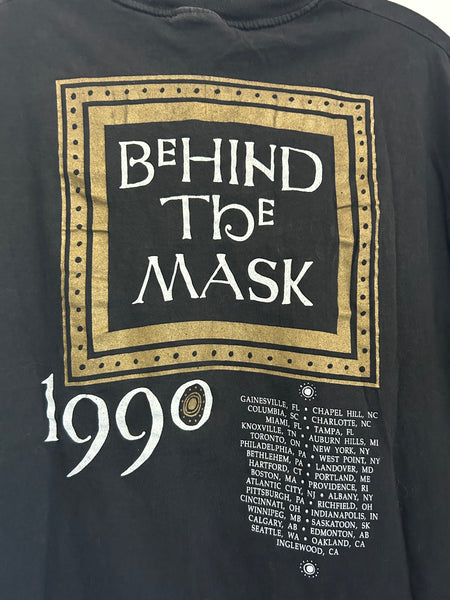 BEHIND
The
MASK
1990
GAINESVILLE, FL • CHAPEL HILL, NC
COLUMBIA, SC • CHARLOTTE, NC
MIAMI, FL • TAMPA, FL
KNOXVILLE, TN • AUBURN HILLS, MI
TORONTO, ON • NEW YORK, NY
PHILADELPHIA, PA • WEST POINT, NY
BETHLEHEM, PA • LANDOVER, MD
HARTFORD, CT • PORTLAND, ME
BOSTON, MA • PROVIDENCE, RI
ATLANTIC CITY, NJ • ALBANY, NY
PITTSBURGH, PA • RICHFIELD, OH
CINCINNATI, OH • INDIANAPOLIS, IN
WINNIPEG, MB • SASKATOON, SK
CALGARY, AB • EDMONTON, AB
SEATTLE, WA • OAKLAND, CA
INGLEWOOD, CA